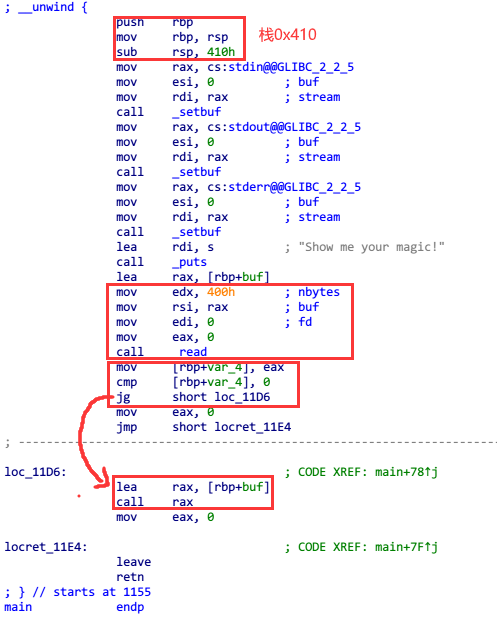 ; __unwind {
push rbp
mov rbp, rsp
栈0x410
sub rsp, 410h
mov rax, cs:stdin@@GLIBC_2_2_5
mov esi, 0 ; buf
mov rdi, rax ; stream
call _setbuf
mov rax, cs:stdout@@GLIBC_2_2_5
mov esi, 0 ; buf
mov rdi, rax ; stream
call _setbuf
mov rax, cs:stderr@@GLIBC_2_2_5
mov esi, 0 ; buf
mov rdi, rax ; stream
call _setbuf
lea rdi, s ; "Show me your magic!"
call _puts
lea rax, [rbp+buf]
mov edx, 400h ; nbytes
mov rsi, rax ; buf
mov edi, 0 ; fd
mov eax, 0
call _read
mov [rbp+var_4], eax
cmp [rbp+var_4], 0
jg short loc_11D6
mov eax, 0
jmp short locret_11E4
; ---------------------------------------------------------------
loc_11D6: ; CODE XREF: main+78↑j
lea rax, [rbp+buf]
call rax
mov eax, 0
locret_11E4: ; CODE XREF: main+7F↑j
leave
retn
; } // starts at 1155
main endp